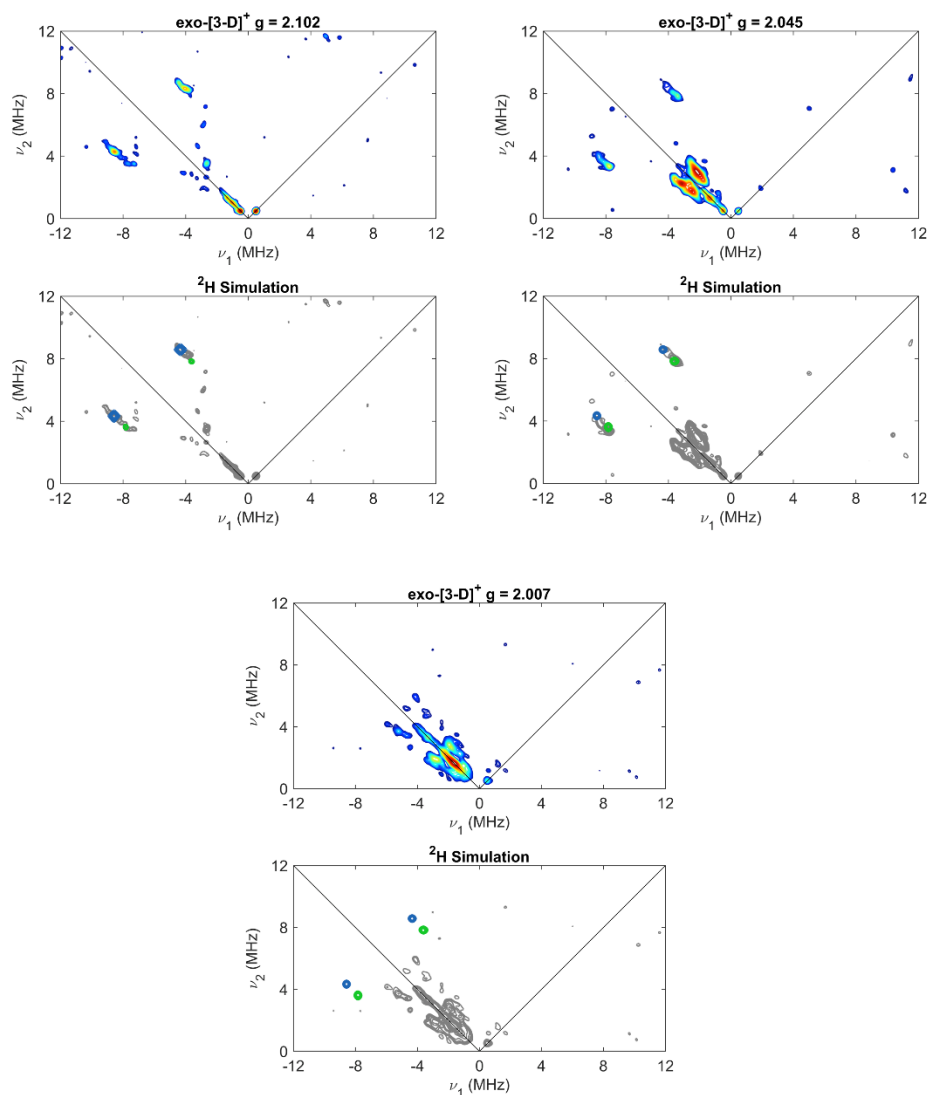 exo-[3-D]⁺ g = 2.102
12
8
4
0
ν₂ (MHz)
-12 -8 -4 0 4 8 12
ν₁ (MHz)
exo-[3-D]⁺ g = 2.045
12
8
4
0
ν₂ (MHz)
-12 -8 -4 0 4 8 12
ν₁ (MHz)
²H Simulation
12
8
4
0
ν₂ (MHz)
-12 -8 -4 0 4 8 12
ν₁ (MHz)
²H Simulation
12
8
4
0
ν₂ (MHz)
-12 -8 -4 0 4 8 12
ν₁ (MHz)
exo-[3-D]⁺ g = 2.007
12
8
4
0
ν₂ (MHz)
-12 -8 -4 0 4 8 12
ν₁ (MHz)
²H Simulation
12
8
4
0
ν₂ (MHz)
-12 -8 -4 0 4 8 12
ν₁ (MHz)